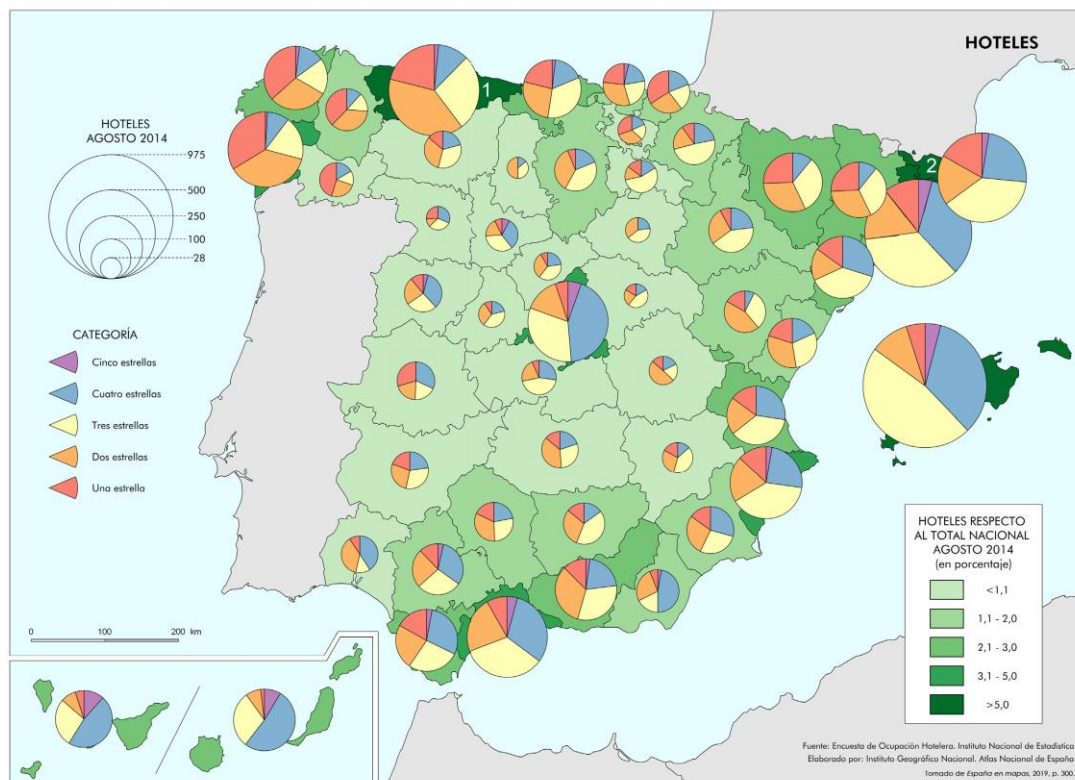 HOTELES
1
2
HOTELES
AGOSTO 2014
975
500
250
100
28
CATEGORÍA
Cinco estrellas
Cuatro estrellas
Tres estrellas
Dos estrellas
Una estrella
0 100 200 km
HOTELES RESPECTO
AL TOTAL NACIONAL
AGOSTO 2014
(en porcentaje)
<1,1
1,1 - 2,0
2,1 - 3,0
3,1 - 5,0
>5,0
Fuente: Encuesta de Ocupación Hotelera. Instituto Nacional de Estadística
Elaborado por: Instituto Geográfico Nacional. Atlas Nacional de España
Tomado de España en mapas, 2019, p. 300.